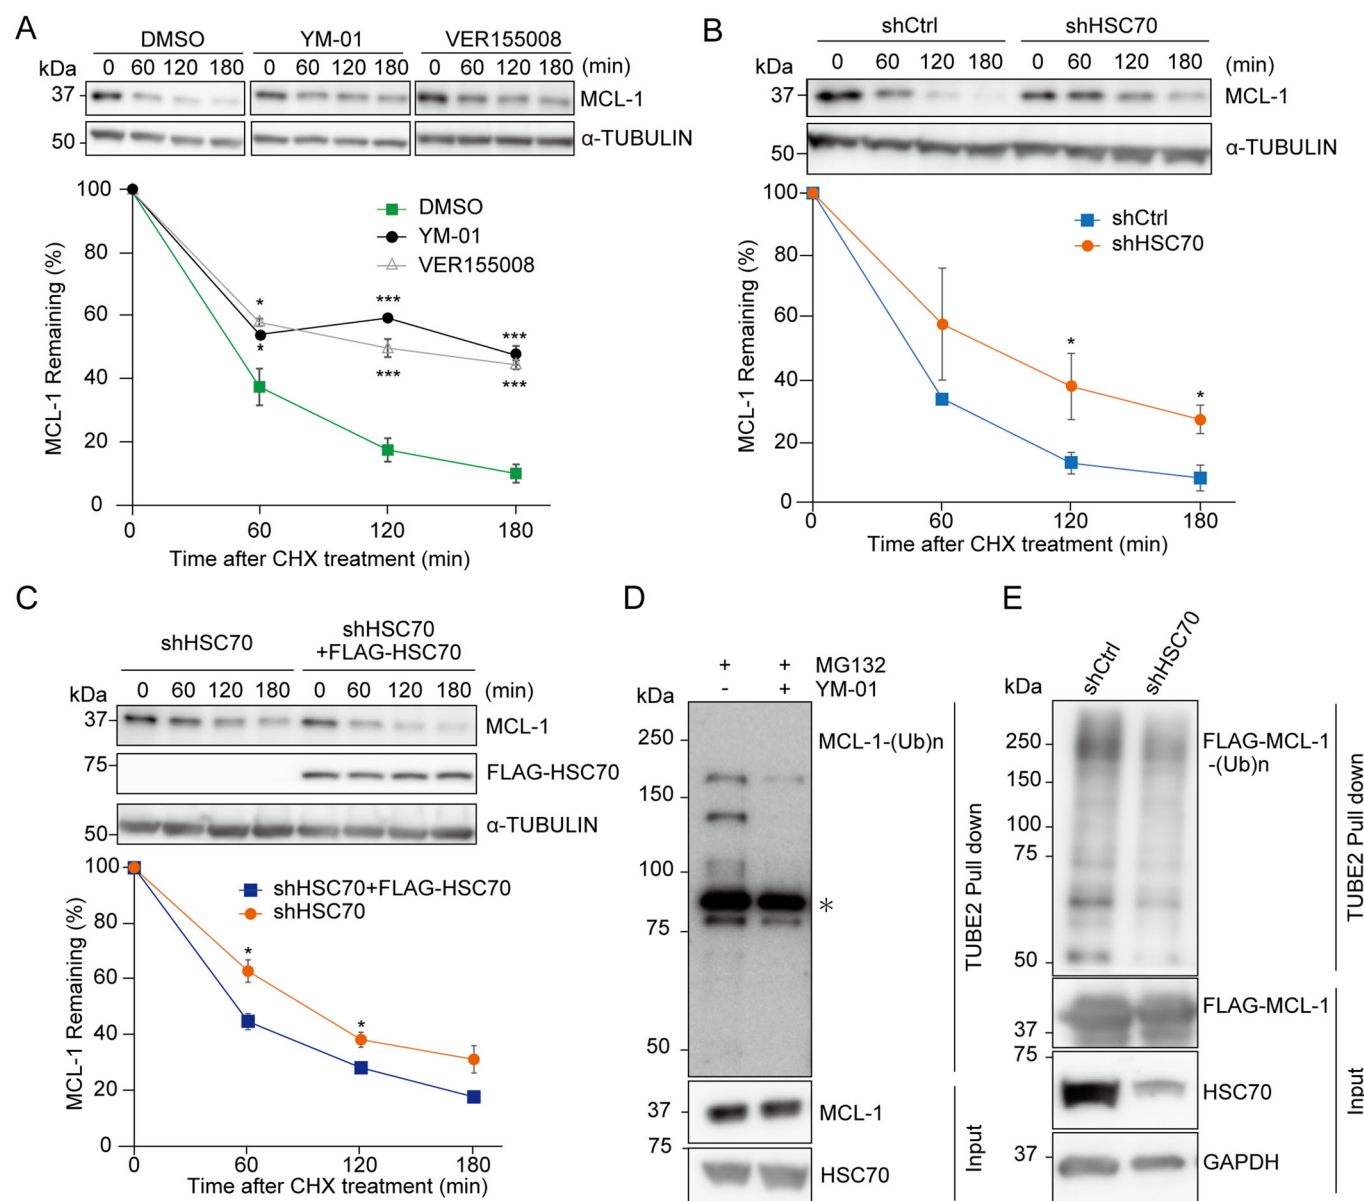 A
DMSO YM-01 VER155008
kDa 0 60 120 180 0 60 120 180 0 60 120 180 (min)
37 MCL-1
50 α-TUBULIN
100
80
60
40
20
0
MCL-1 Remaining (%)
DMSO
YM-01
VER155008
* *** ***
* *** ***
0 60 120 180
Time after CHX treatment (min)
B
shCtrl shHSC70
kDa 0 60 120 180 0 60 120 180 (min)
37 MCL-1
50 α-TUBULIN
100
80
60
40
20
0
MCL-1 Remaining (%)
shCtrl
shHSC70
* *
0 60 120 180
Time after CHX treatment (min)
C
shHSC70 shHSC70
+FLAG-HSC70
kDa 0 60 120 180 0 60 120 180 (min)
37 MCL-1
75 FLAG-HSC70
50 α-TUBULIN
100
80
60
40
20
0
MCL-1 Remaining (%)
shHSC70+FLAG-HSC70
shHSC70
* *
0 60 120 180
Time after CHX treatment (min)
D
+ + MG132
- + YM-01
kDa
250 MCL-1-(Ub)n
150
100
75
50
*
TUBE2 Pull down
37 MCL-1
75 HSC70
Input
E
shCtrl shHSC70
kDa
250 FLAG-MCL-1
-(Ub)n
150
100
75
50
TUBE2 Pull down
37 FLAG-MCL-1
75 HSC70
37 GAPDH
Input